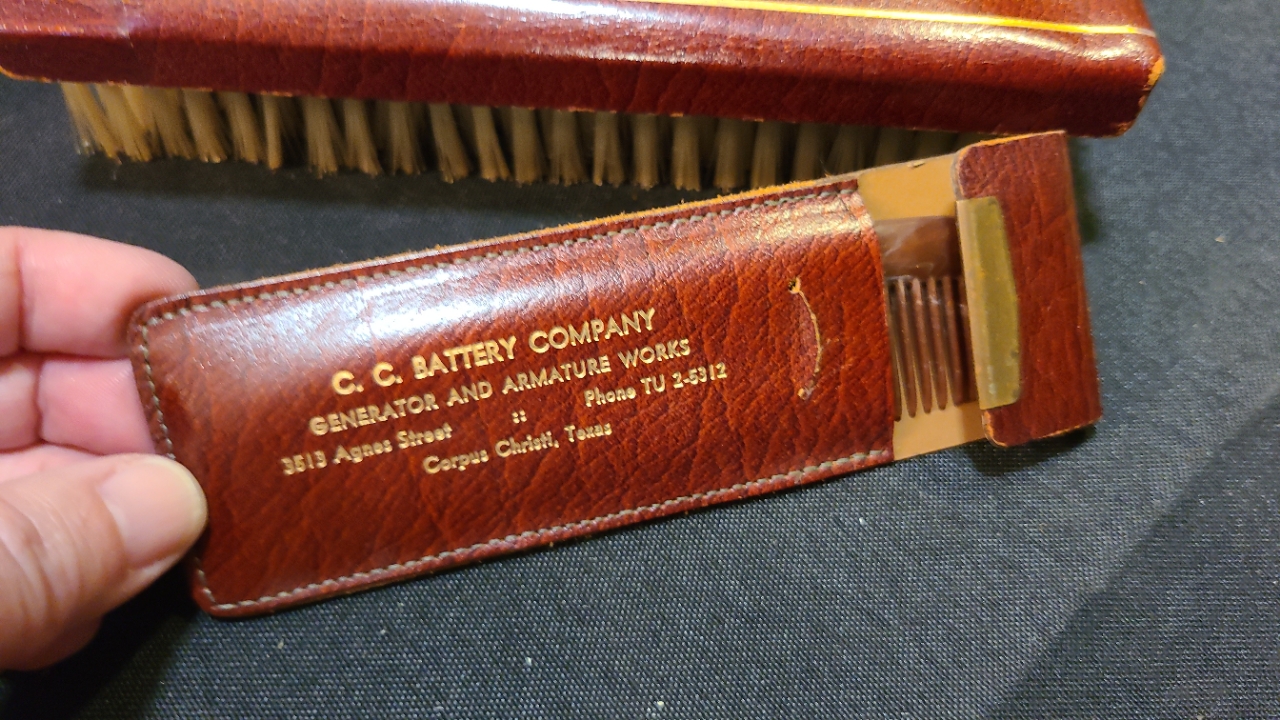 C. C. BATTERY COMPANY
GENERATOR AND ARMATURE WORKS
3513 Agnes Street :: Phone TU 2-5312
Corpus Christi, Texas